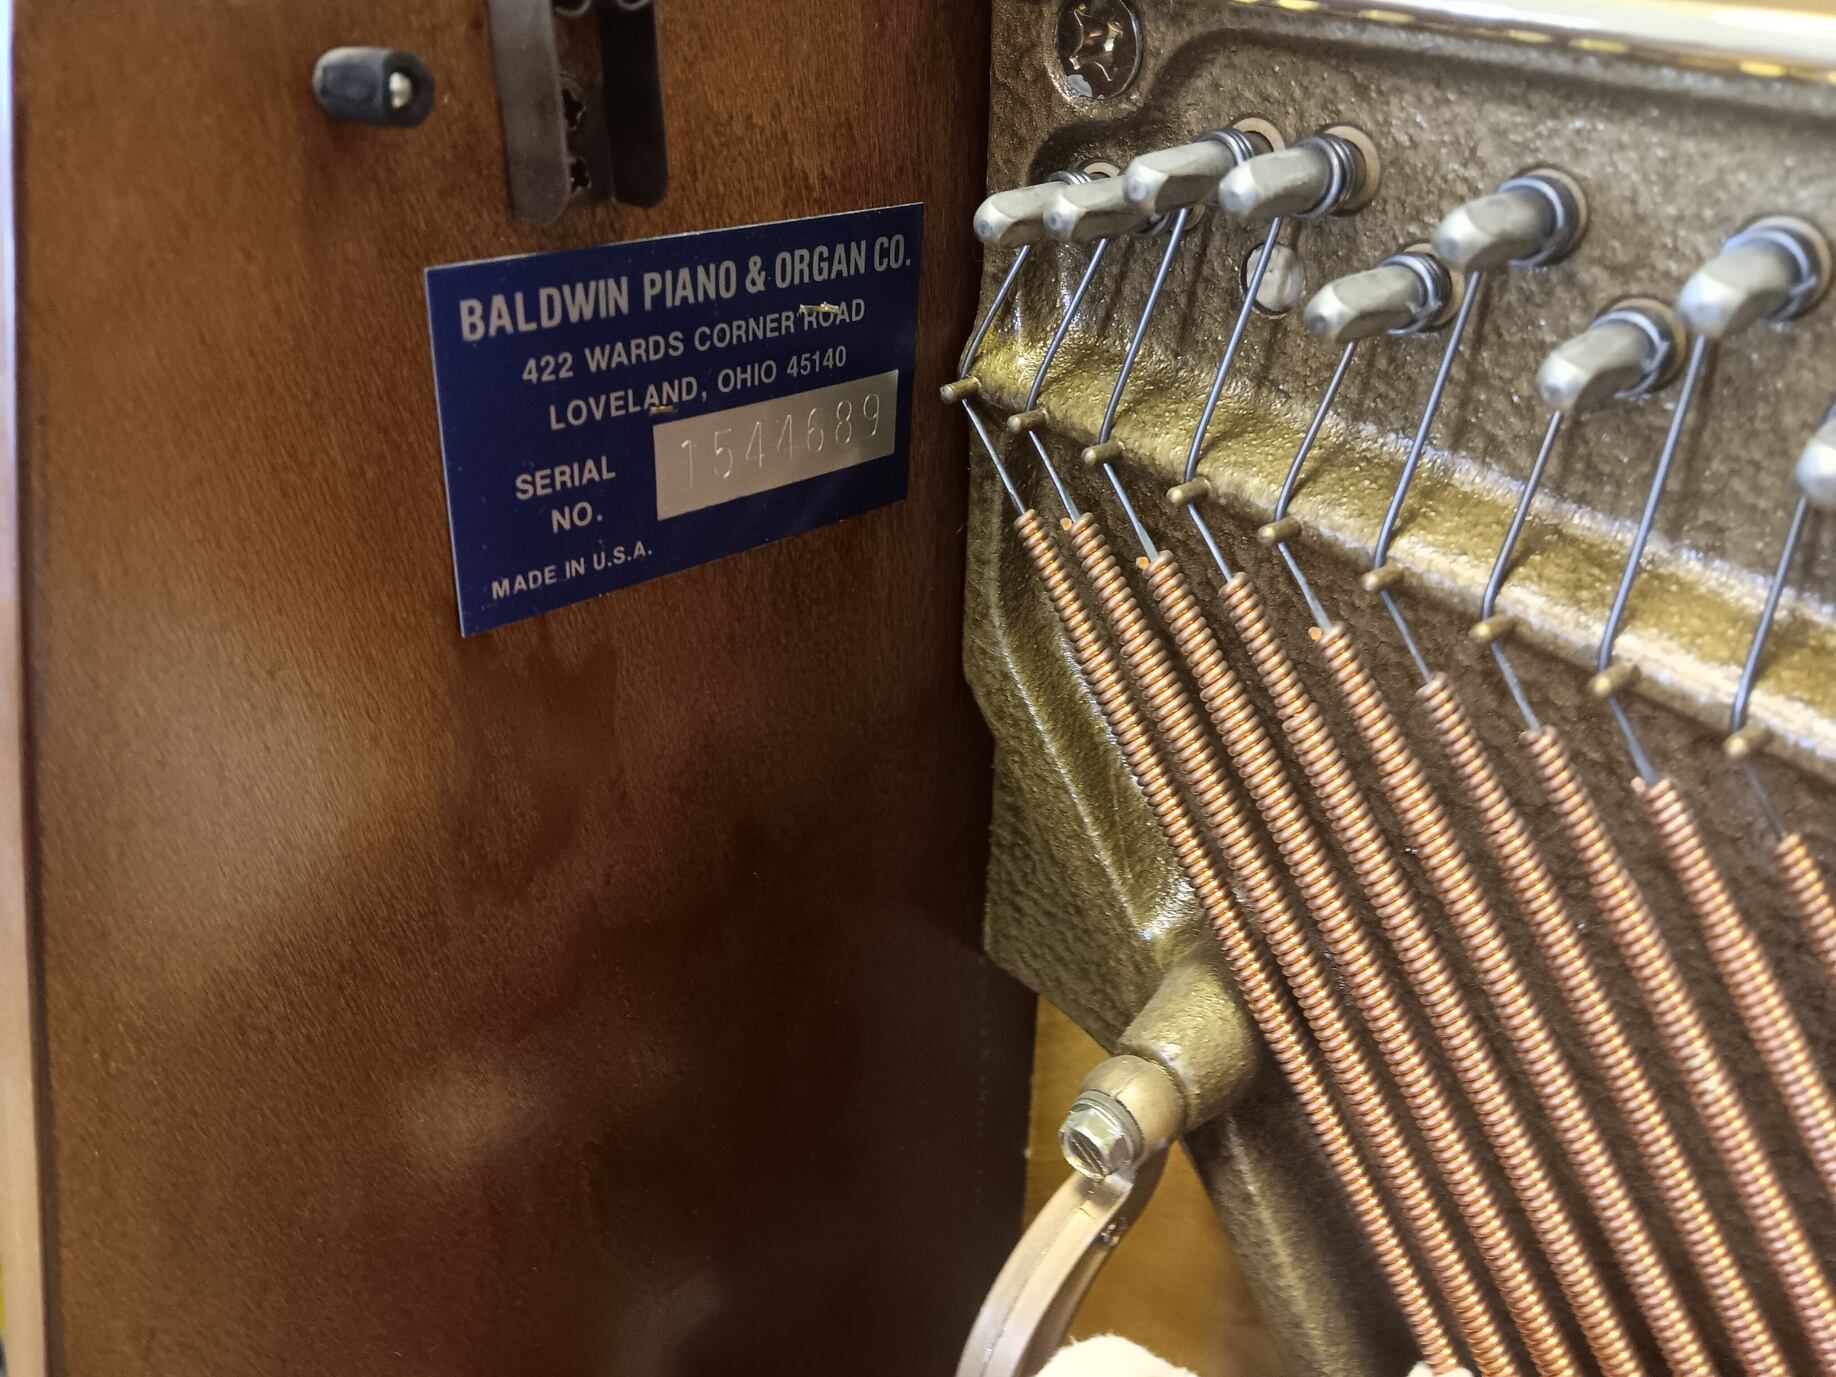 BALDWIN PIANO & ORGAN CO.
422 WARDS CORNER ROAD
LOVELAND, OHIO 45140
SERIAL NO. 1544689
MADE IN U.S.A.